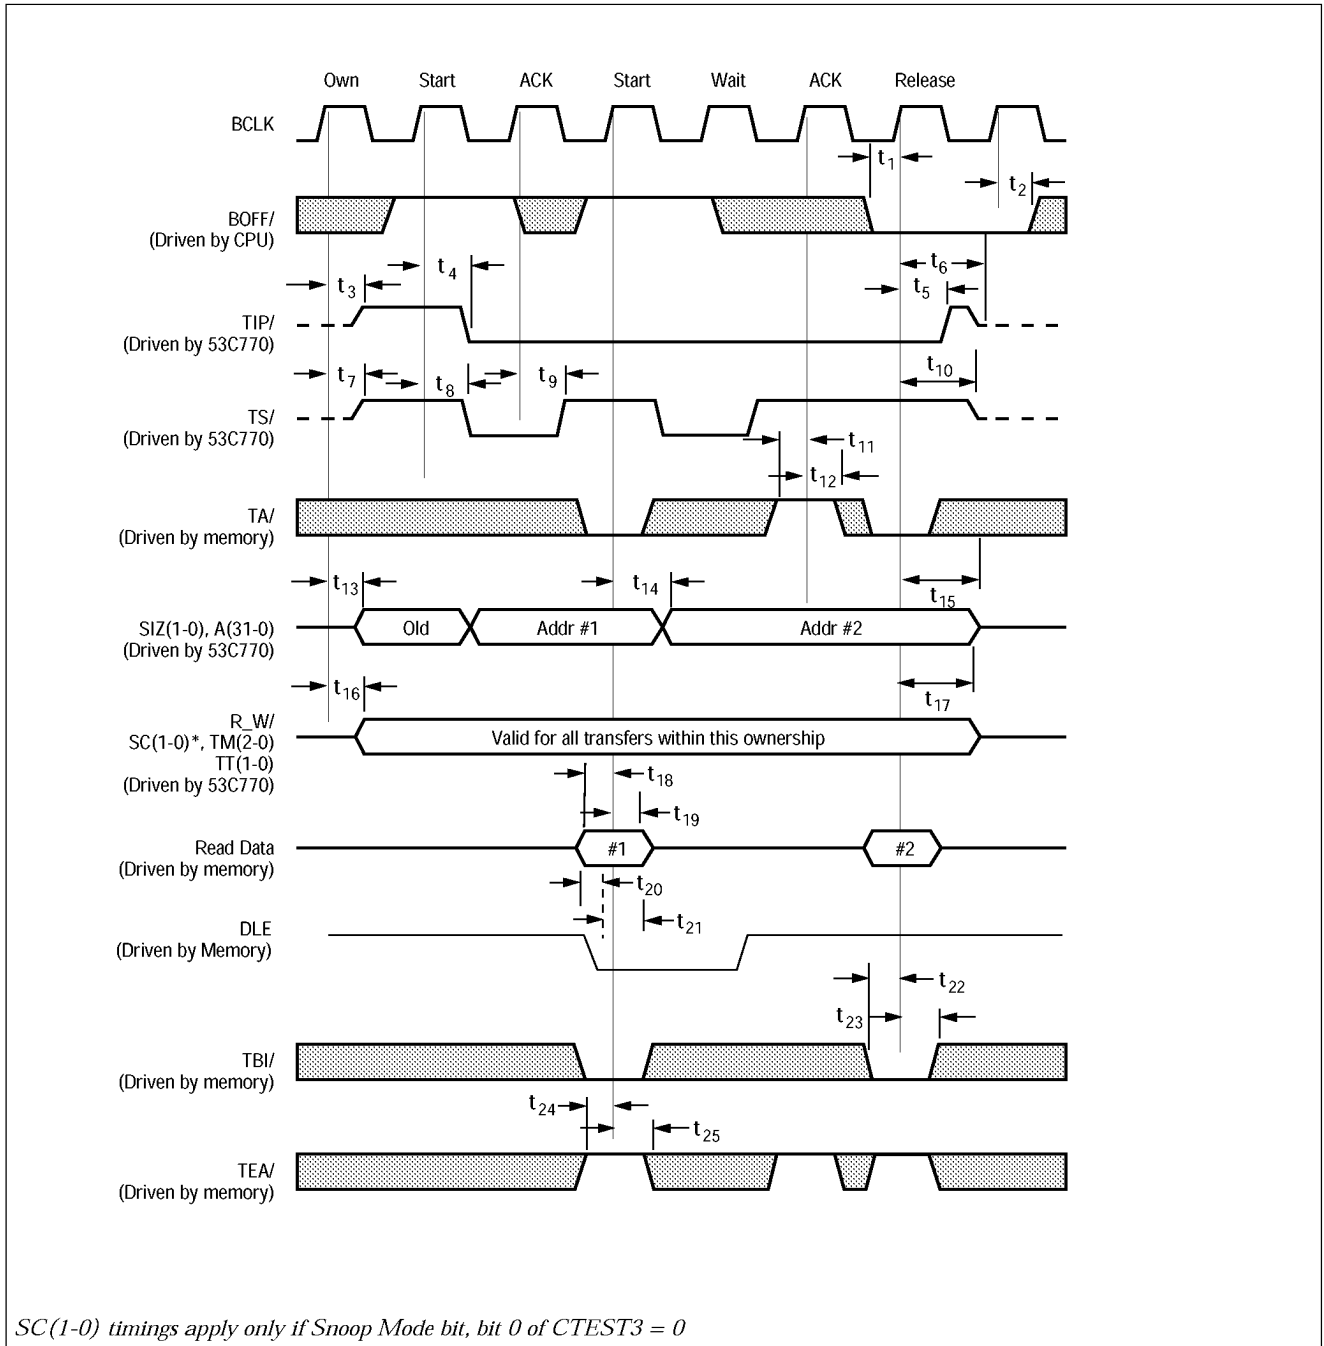 Own Start ACK Start Wait ACK Release
BCLK
t1
t2
BOFF/
(Driven by CPU)
t6
t4
t3
t5
TIP/
(Driven by 53C770)
t10
t7
t8
t9
TS/
(Driven by 53C770)
t11
t12
TA/
(Driven by memory)
t13
t14
t15
SIZ(1-0), A(31-0)
(Driven by 53C770)
Old
Addr #1
Addr #2
t16
t17
R_W/
SC(1-0)*, TM(2-0)
TT(1-0)
(Driven by 53C770)
Valid for all transfers within this ownership
t18
t19
Read Data
(Driven by memory)
#1
#2
t20
t21
DLE
(Driven by Memory)
t22
t23
TBI/
(Driven by memory)
t24
t25
TEA/
(Driven by memory)
SC(1-0) timings apply only if Snoop Mode bit, bit 0 of CTEST3 = 0